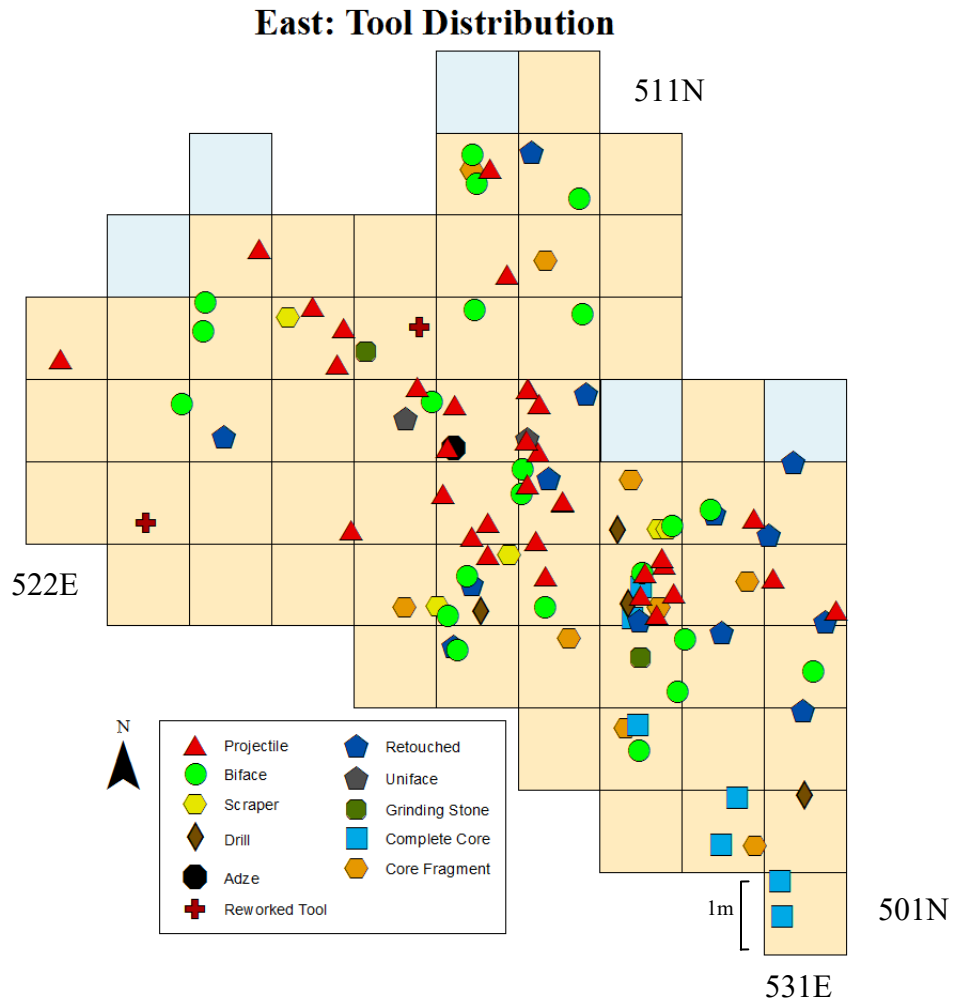 East: Tool Distribution
511N
522E
N
Projectile
Biface
Scraper
Drill
Adze
Reworked Tool
Retouched
Uniface
Grinding Stone
Complete Core
Core Fragment
1m
501N
531E